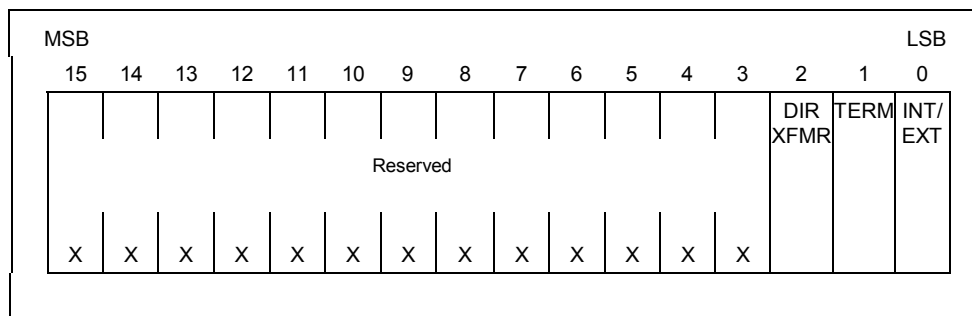 MSB LSB
15 14 13 12 11 10 9 8 7 6 5 4 3 2 1 0
DIR TERM INT/
XFMR EXT
Reserved
X X X X X X X X X X X X X